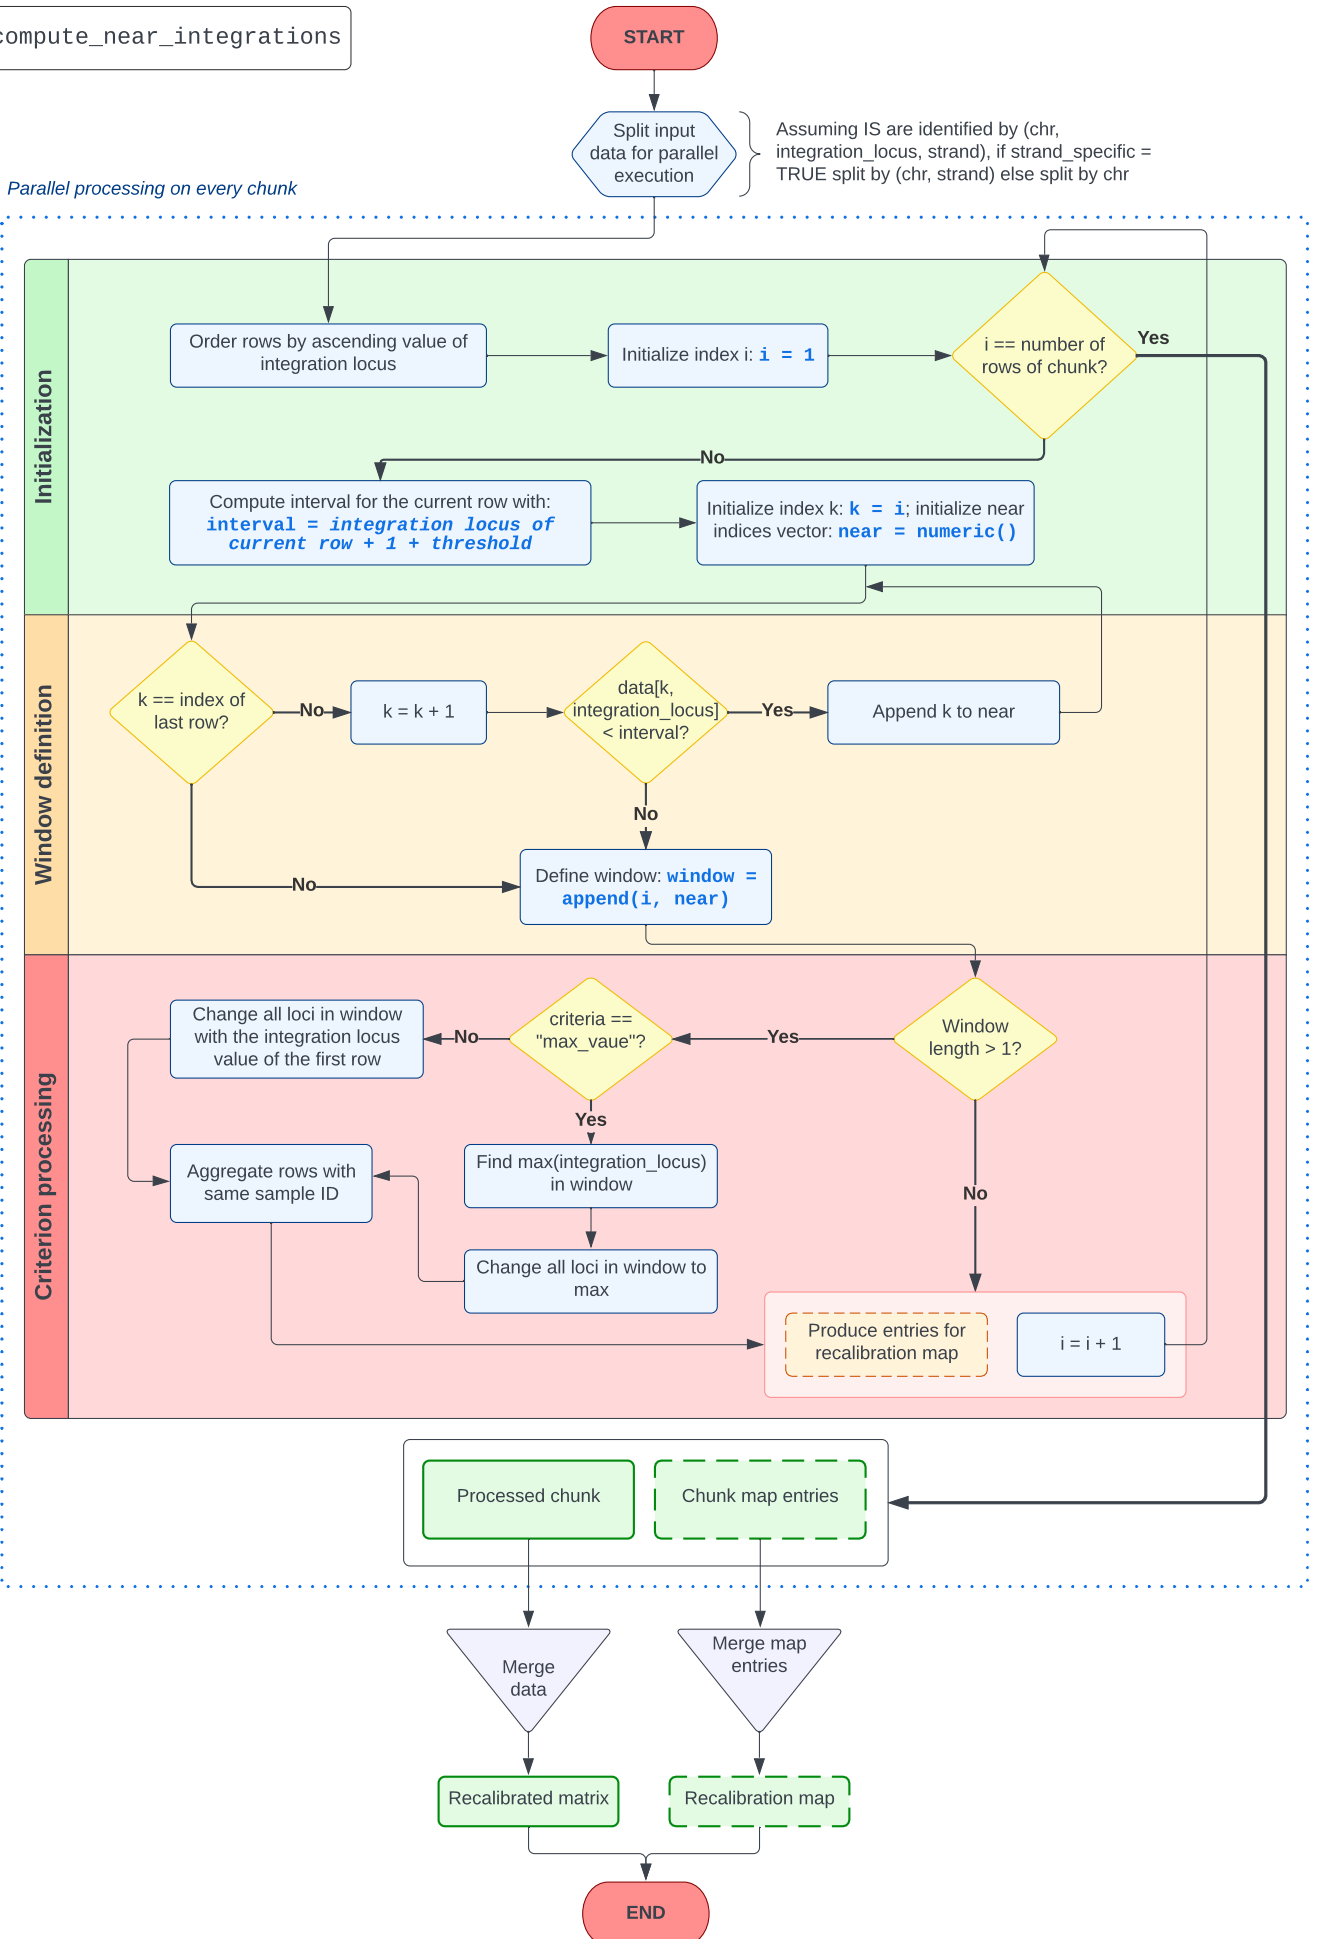 compute_near_integrations
START
Split input
data for parallel
execution
Assuming IS are identified by (chr,
integration_locus, strand), if strand_specific =
TRUE split by (chr, strand) else split by chr
Parallel processing on every chunk
Initialization
Order rows by ascending value of
integration locus
Initialize index i: i = 1
i == number of
rows of chunk?
Yes
No
Compute interval for the current row with:
interval = integration locus of
current row + 1 + threshold
Initialize index k: k = i; initialize near
indices vector: near = numeric()
Window definition
k == index of
last row?
No
k = k + 1
data[k,
integration_locus]
< interval?
Yes
Append k to near
No
No
Define window: window =
append(i, near)
Criterion processing
Change all loci in window
with the integration locus
value of the first row
No
criteria ==
"max_vaue"?
Yes
Window
length > 1?
Yes
Aggregate rows with
same sample ID
Find max(integration_locus)
in window
No
Change all loci in window to
max
Produce entries for
recalibration map
i = i + 1
Processed chunk
Chunk map entries
Merge
data
Merge map
entries
Recalibrated matrix
Recalibration map
END